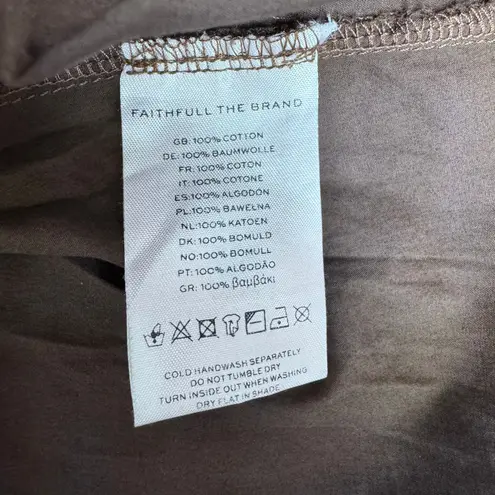 FAITHFULL THE BRAND
GB: 100% COTTON
DE: 100% BAUMWOLLE
FR: 100% COTON
IT: 100% COTONE
ES: 100% ALGODÓN
PL: 100% BAWEŁNA
NL: 100% KATOEN
DK: 100% BOMULD
NO: 100% BOMULL
PT: 100% ALGODÃO
GR: 100% βαμβάκι
COLD HANDWASH SEPARATELY
DO NOT TUMBLE DRY
TURN INSIDE OUT WHEN WASHING
DRY FLAT IN SHADE